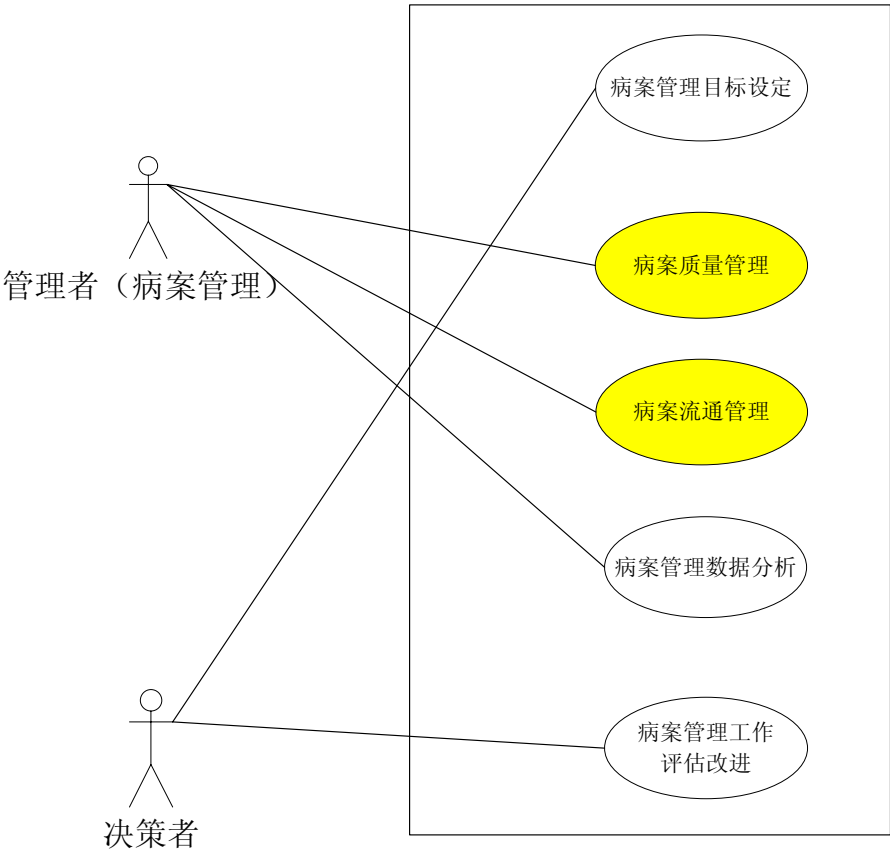 病案管理目标设定
病案质量管理
管理者（病案管理）
病案流通管理
病案管理数据分析
病案管理工作
评估改进
决策者